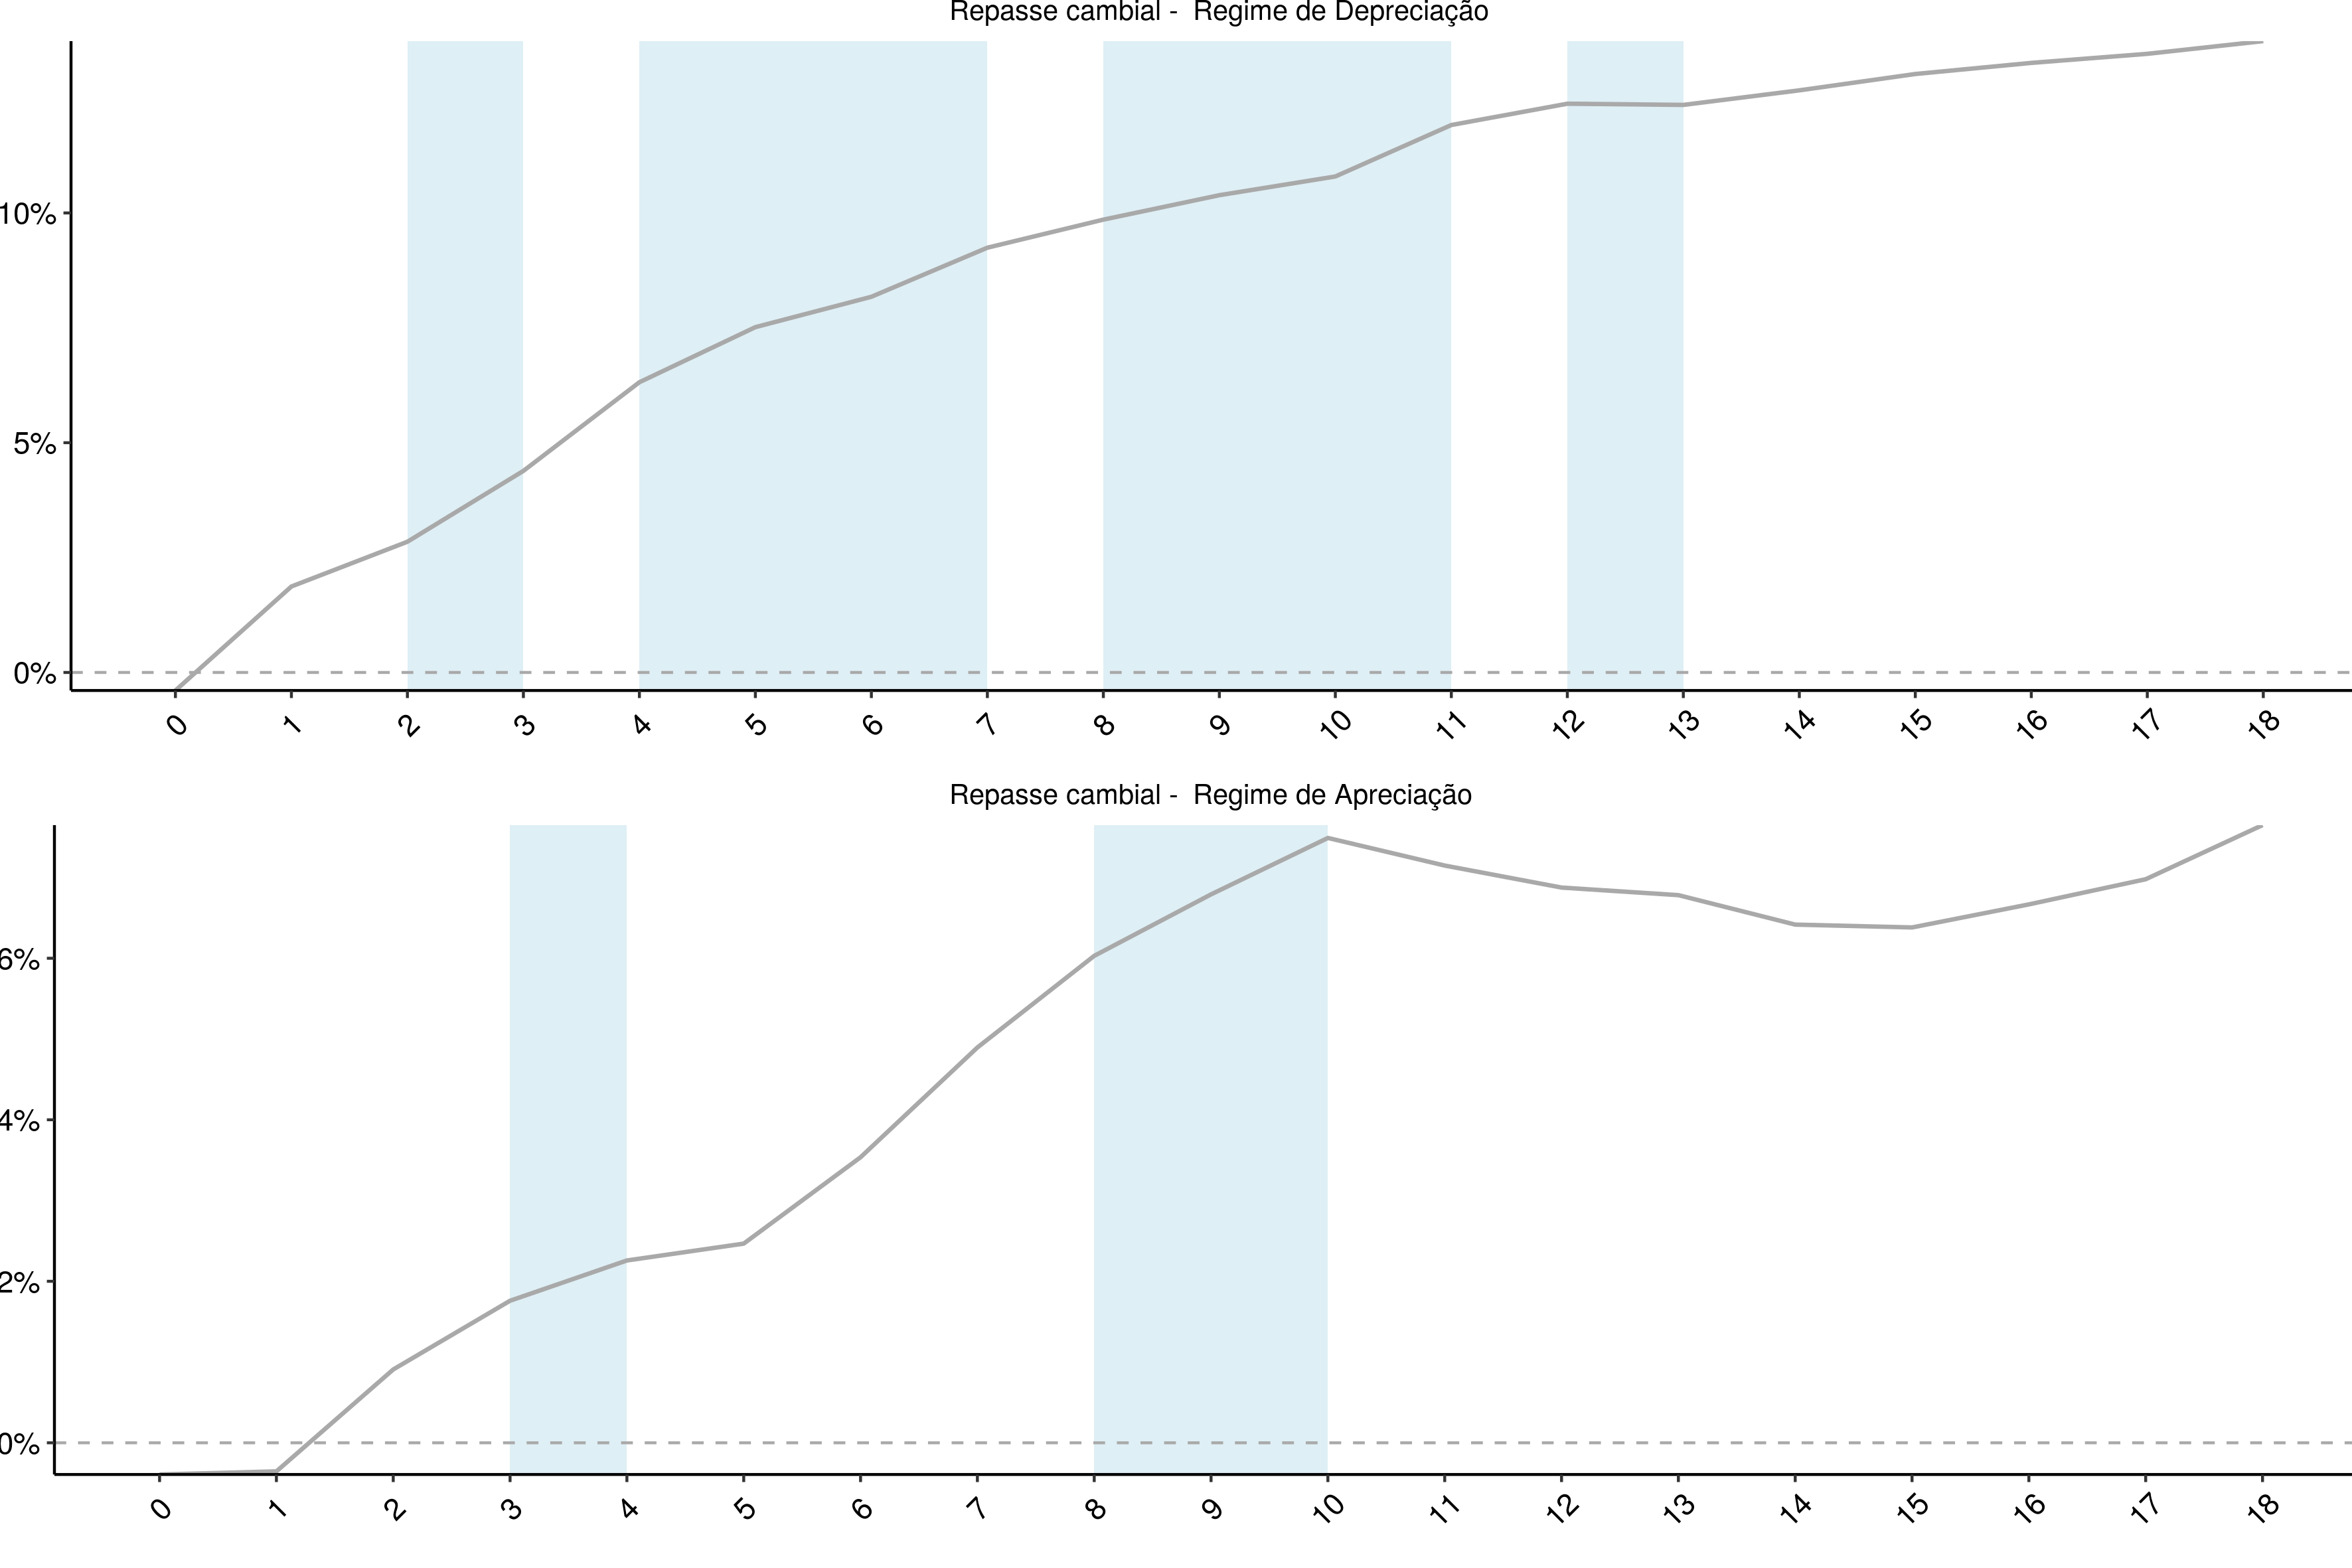 Repasse cambial -  Regime de Depreciação
10%
5%
0%
0 1 2 3 4 5 6 7 8 9 10 11 12 13 14 15 16 17 18
Repasse cambial -  Regime de Apreciação
6%
4%
2%
0%
0 1 2 3 4 5 6 7 8 9 10 11 12 13 14 15 16 17 18